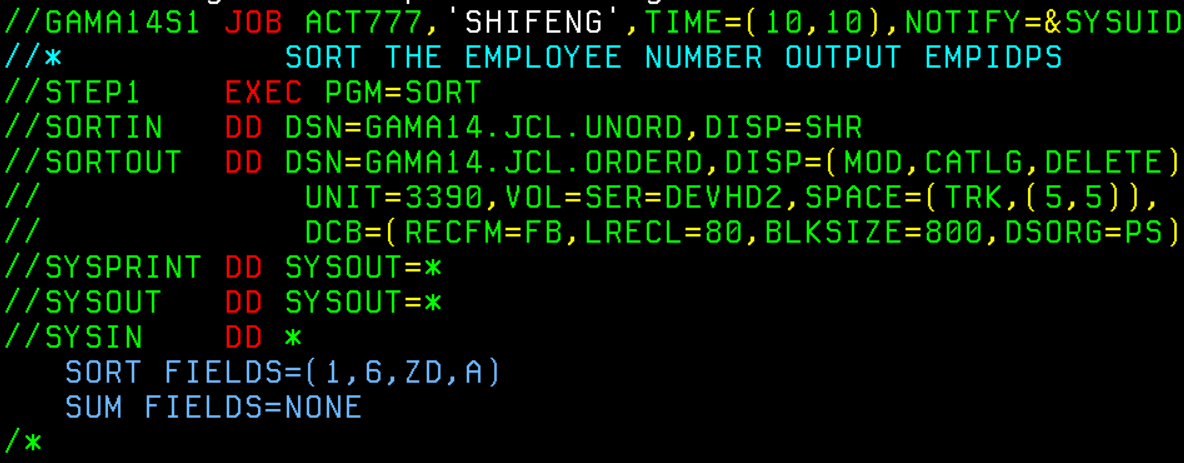 //GAMA14S1 JOB ACT777,'SHIFENG',TIME=(10,10),NOTIFY=&SYSUID
//*           SORT THE EMPLOYEE NUMBER OUTPUT EMPIDPS
//STEP1    EXEC PGM=SORT
//SORTIN   DD DSN=GAMA14.JCL.UNORD,DISP=SHR
//SORTOUT  DD DSN=GAMA14.JCL.ORDERD,DISP=(MOD,CATLG,DELETE)
//             UNIT=3390,VOL=SER=DEVHD2,SPACE=(TRK,(5,5)),
//             DCB=(RECFM=FB,LRECL=80,BLKSIZE=800,DSORG=PS)
//SYSPRINT DD SYSOUT=*
//SYSOUT   DD SYSOUT=*
//SYSIN    DD *
   SORT FIELDS=(1,6,ZD,A)
   SUM FIELDS=NONE
/*